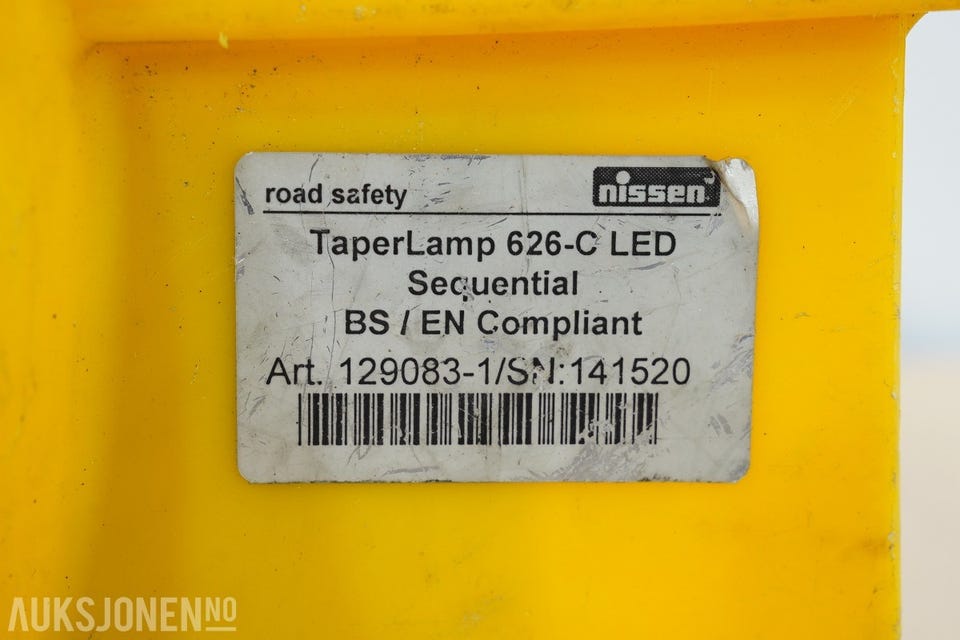 road safety
nissen
TaperLamp 626-C LED
Sequential
BS / EN Compliant
Art. 129083-1/SN:141520
AUKSJONEN.NO